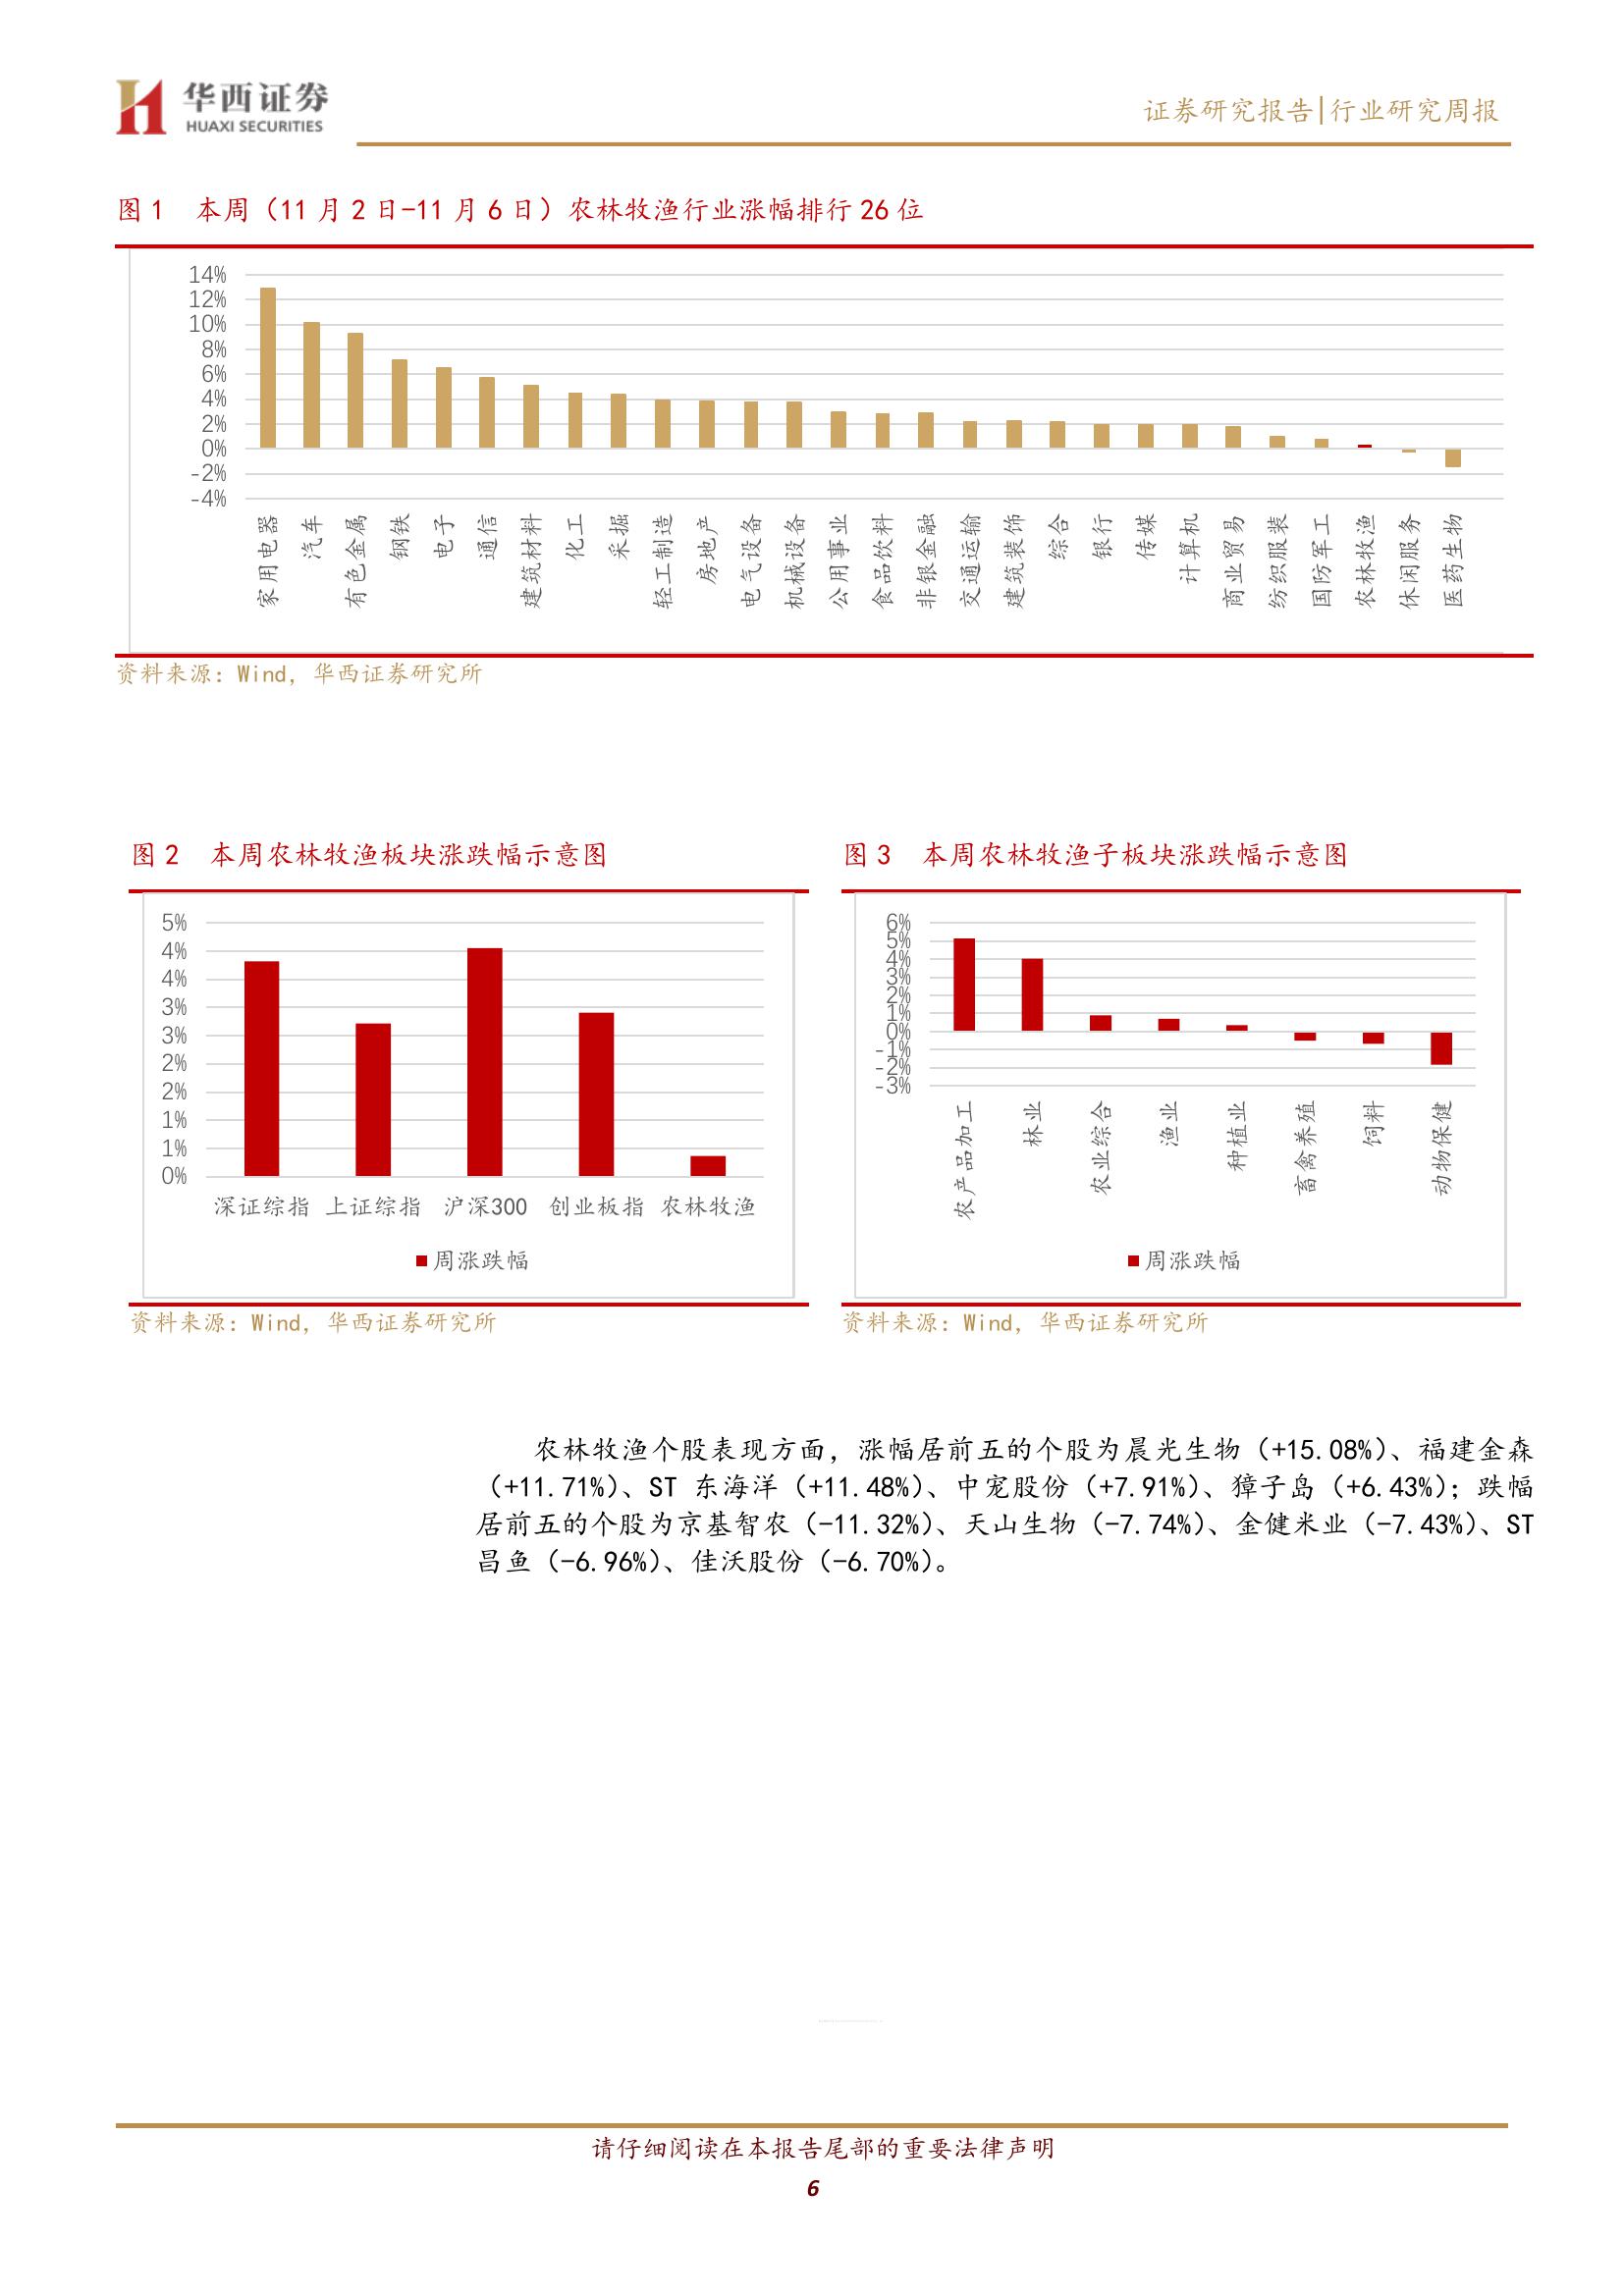 华西证券
HUAXI SECURITIES
证券研究报告|行业研究周报
图 1 本周（11 月 2 日-11 月 6 日）农林牧渔行业涨幅排行 26 位
14%
12%
10%
8%
6%
4%
2%
0%
-2%
-4%
家用电器
汽车
有色金属
钢铁
电子
通信
建筑材料
化工
采掘
轻工制造
房地产
电气设备
机械设备
公用事业
食品饮料
非银金融
交通运输
建筑装饰
综合
银行
传媒
计算机
商业贸易
纺织服装
国防军工
农林牧渔
休闲服务
医药生物
资料来源：Wind，华西证券研究所
图 2 本周农林牧渔板块涨跌幅示意图
5%
4%
4%
3%
3%
2%
2%
1%
1%
0%
深证综指 上证综指 沪深300 创业板指 农林牧渔
周涨跌幅
资料来源：Wind，华西证券研究所
图 3 本周农林牧渔子板块涨跌幅示意图
6%
5%
4%
3%
2%
1%
0%
-1%
-2%
-3%
农产品加工
林业
农业综合
渔业
种植业
畜禽养殖
饲料
动物保健
周涨跌幅
资料来源：Wind，华西证券研究所
农林牧渔个股表现方面，涨幅居前五的个股为晨光生物（+15.08%）、福建金森
（+11.71%）、ST 东海洋（+11.48%）、中宠股份（+7.91%）、獐子岛（+6.43%）；跌幅
居前五的个股为京基智农（-11.32%）、天山生物（-7.74%）、金健米业（-7.43%）、ST
昌鱼（-6.96%）、佳沃股份（-6.70%）。
请仔细阅读在本报告尾部的重要法律声明
6